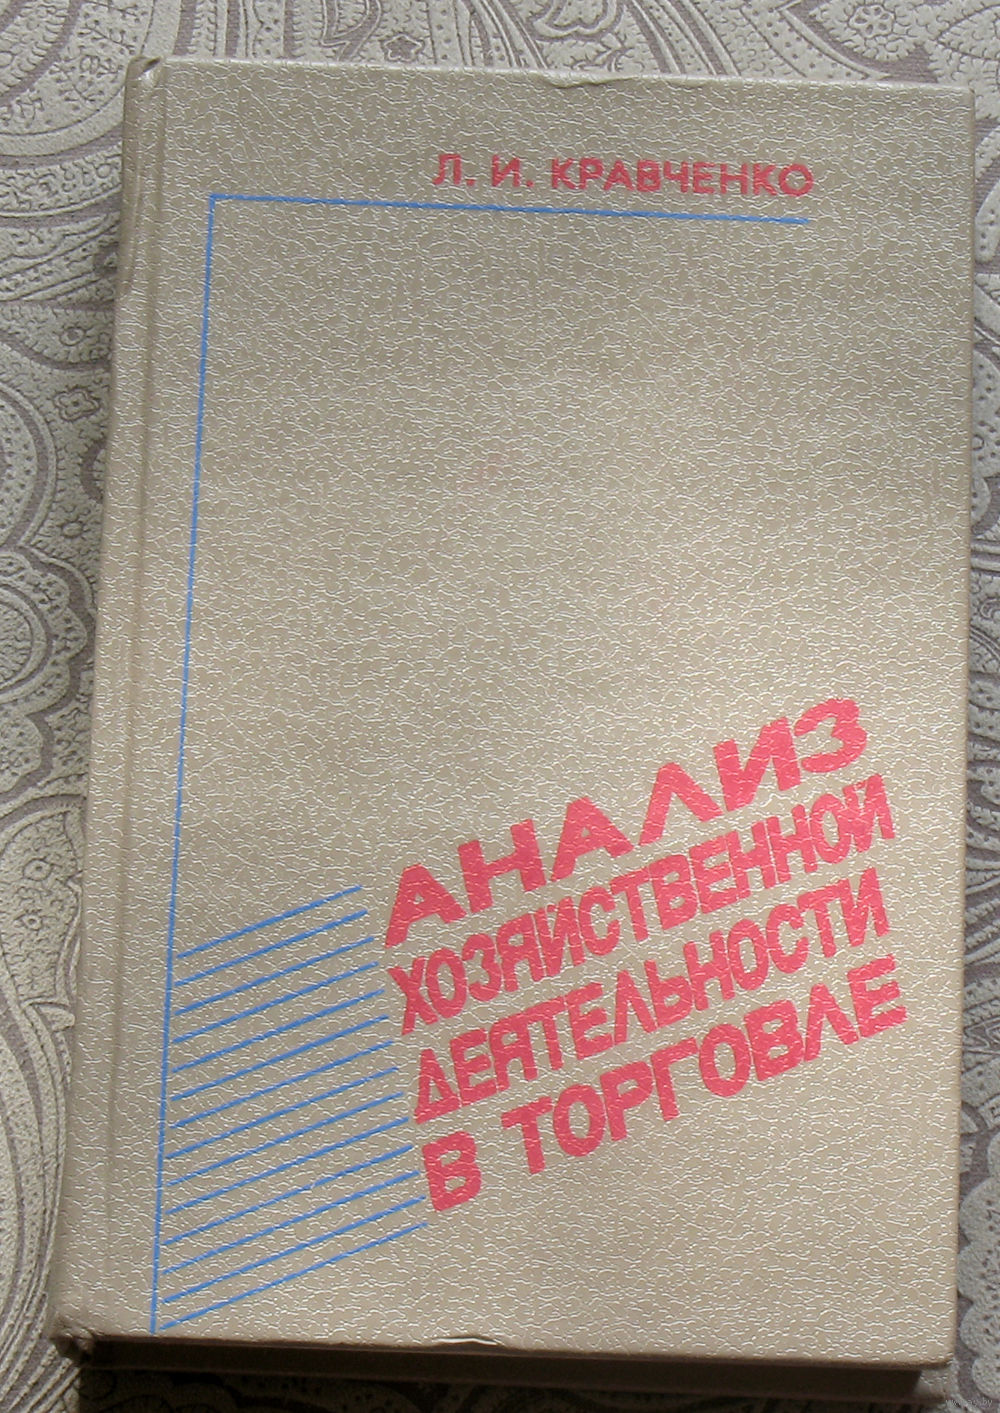 Л. И. КРАВЧЕНКО
АНАЛИЗ
ХОЗЯЙСТВЕННОЙ
ДЕЯТЕЛЬНОСТИ
В ТОРГОВЛЕ